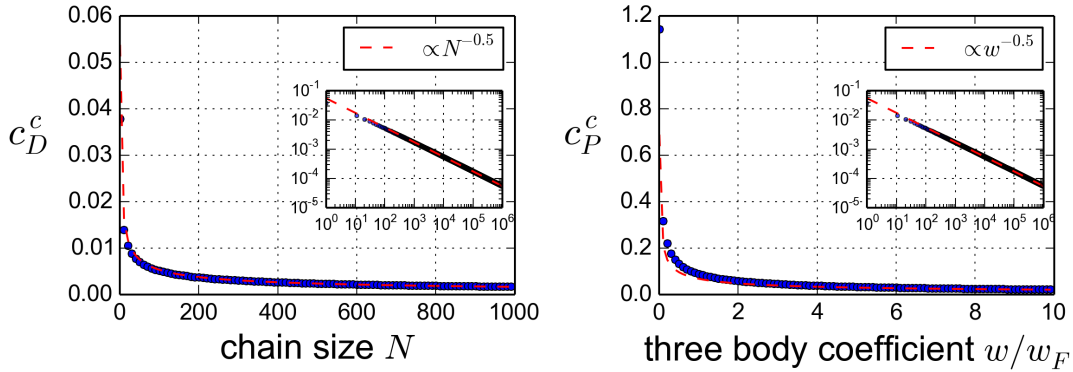 0.06
0.05
0.04
0.03
0.02
0.01
0.00
0 200 400 600 800 1000
c_D^c
chain size N
∝N^{-0.5}
10^{-1}
10^{-2}
10^{-3}
10^{-4}
10^{-5}
10^0 10^1 10^2 10^3 10^4 10^5 10^6
1.2
1.0
0.8
0.6
0.4
0.2
0.0
0 2 4 6 8 10
c_P^c
three body coefficient w/w_F
∝w^{-0.5}
10^{-1}
10^{-2}
10^{-3}
10^{-4}
10^{-5}
10^0 10^1 10^2 10^3 10^4 10^5 10^6